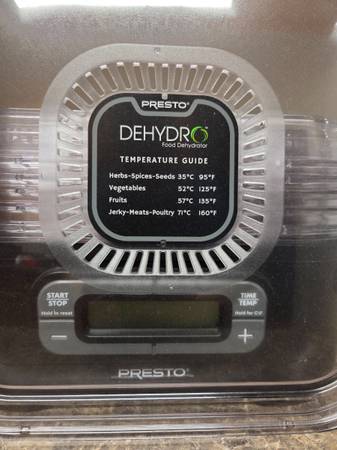 PRESTO®
DEHYDRO
Food Dehydrator
TEMPERATURE GUIDE
Herbs-Spices-Seeds 35°C 95°F
Vegetables 52°C 125°F
Fruits 57°C 135°F
Jerky-Meats-Poultry 71°C 160°F
START
STOP
Hold to reset
−
TIME
TEMP
Hold for C/F
+
PRESTO®